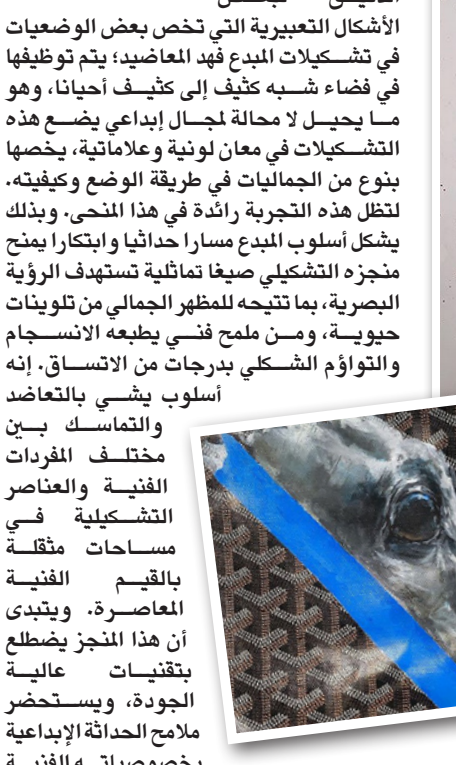 الأشكال التعبيرية التي تخص بعض الوضعيات
في تشكيلات المبدع فهد المعاضيد؛ يتم توظيفها
في فضاء شبه كثيف إلى كثيف أحيانا، وهو
ما يحيل لا محالة لمجال إبداعي يضع هذه
التشكيلات في معان لونية وعلاماتية، يخصها
بنوع من الجماليات في طريقة الوضع وكيفيته.
لتظل هذه التجربة رائدة في هذا المنحى. وبذلك
يشكل أسلوب المبدع مسارا حداثيا وابتكارا يمنح
منجزه التشكيلي صيغا تماثلية تستهدف الرؤية
البصرية، بما تتيحه للمظهر الجمالي من تلوينات
حيوية، ومن ملمح فني يطبعه الانسجام
والتواؤم الشكلي بدرجات من الاتساق. إنه
أسلوب يشي بالتعاضد
والتماسك بين
مختلف المفردات
الفنية والعناصر
التشكيلية في
مساحات مثقلة
بالقيم الفنية
المعاصرة. ويتبدى
أن هذا المنجز يضطلع
بتقنيات عالية
الجودة، ويستحضر
ملامح الحداثة الإبداعية
بخصوصياته الفنية